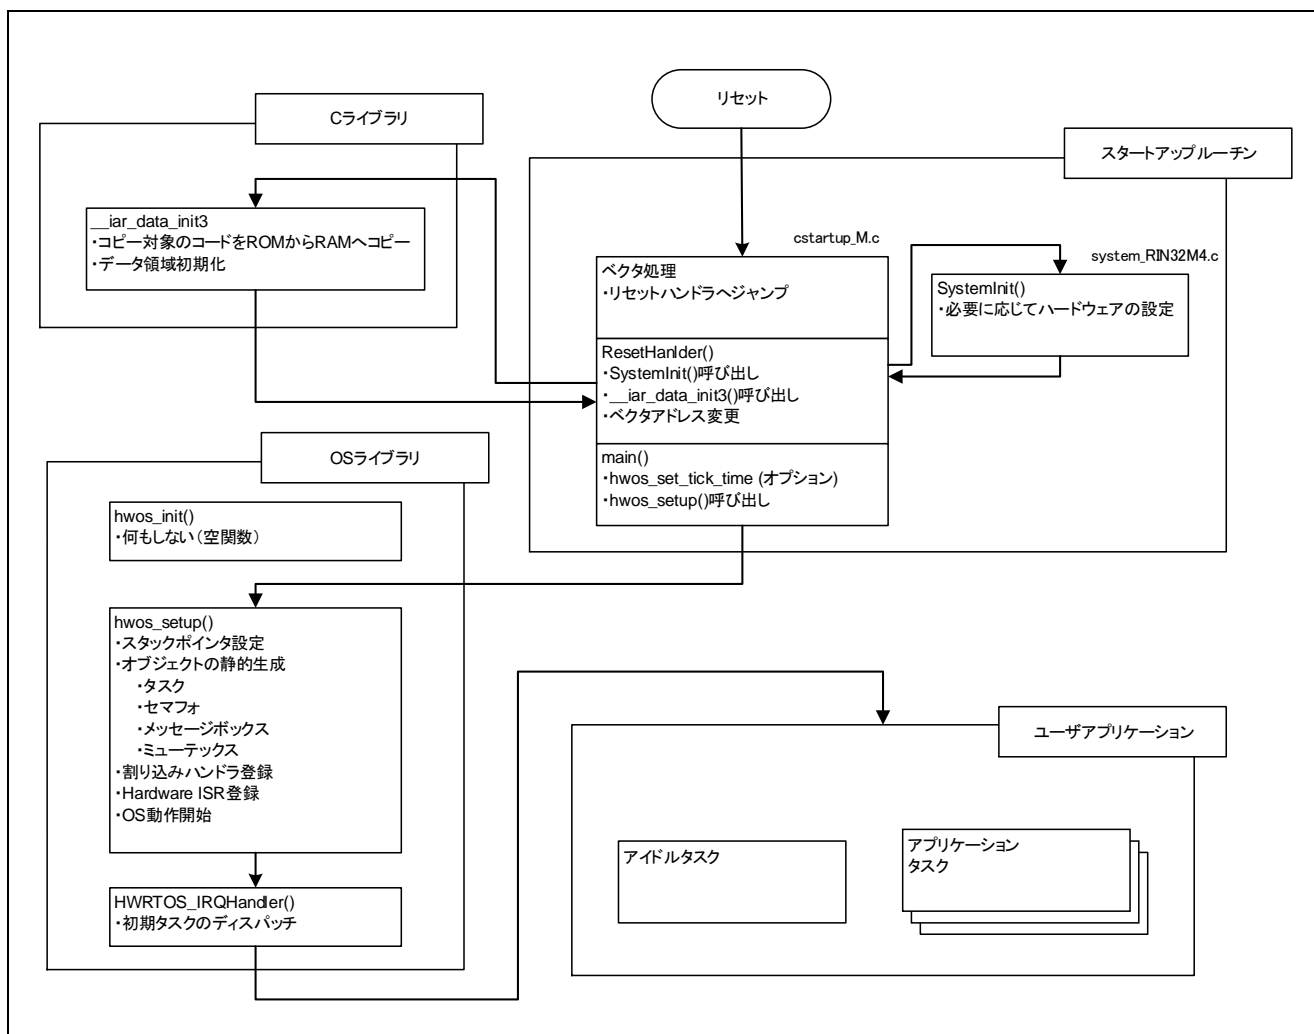 リセット
Cライブラリ
スタートアップルーチン
__iar_data_init3
・コピー対象のコードをROMからRAMへコピー
・データ領域初期化
cstartup_M.c
ベクタ処理
・リセットハンドラへジャンプ
system_RIN32M4.c
SystemInit()
・必要に応じてハードウェアの設定
ResetHanlder()
・SystemInit()呼び出し
・__iar_data_init3()呼び出し
・ベクタアドレス変更
main()
・hwos_set_tick_time (オプション)
・hwos_setup()呼び出し
OSライブラリ
hwos_init()
・何もしない（空関数）
hwos_setup()
・スタックポインタ設定
・オブジェクトの静的生成
・タスク
・セマフォ
・メッセージボックス
・ミューテックス
・割り込みハンドラ登録
・Hardware ISR登録
・OS動作開始
HWRTOS_IRQHandler()
・初期タスクのディスパッチ
ユーザアプリケーション
アイドルタスク
アプリケーション
タスク